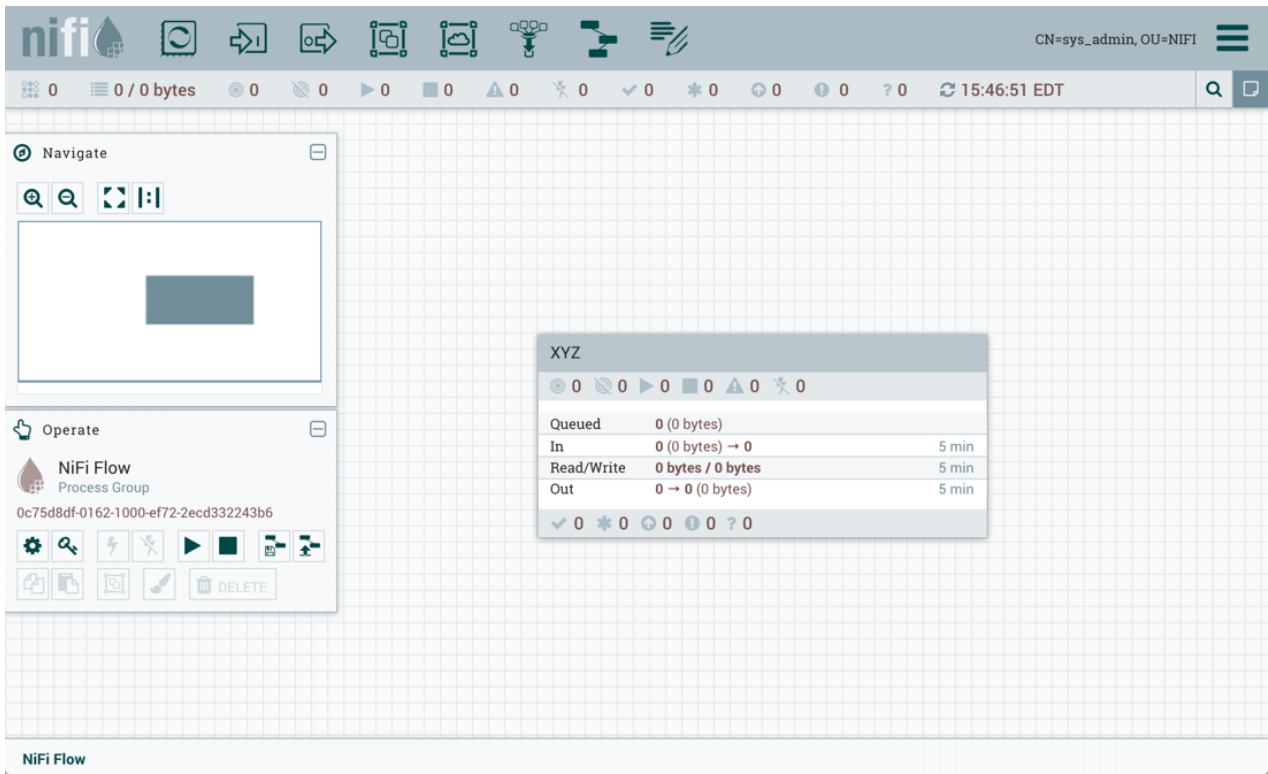 nifi
CN=sys_admin, OU=NIFI
0 0 / 0 bytes 0 0 0 0 0 0 0 0 0 0 ? 0 15:46:51 EDT
Navigate
Operate
NiFi Flow
Process Group
0c75d8df-0162-1000-ef72-2ecd332243b6
DELETE
XYZ
0 0 0 0 0 0
Queued 0 (0 bytes)
In 0 (0 bytes) → 0 5 min
Read/Write 0 bytes / 0 bytes 5 min
Out 0 → 0 (0 bytes) 5 min
0 0 0 0 ? 0
NiFi Flow